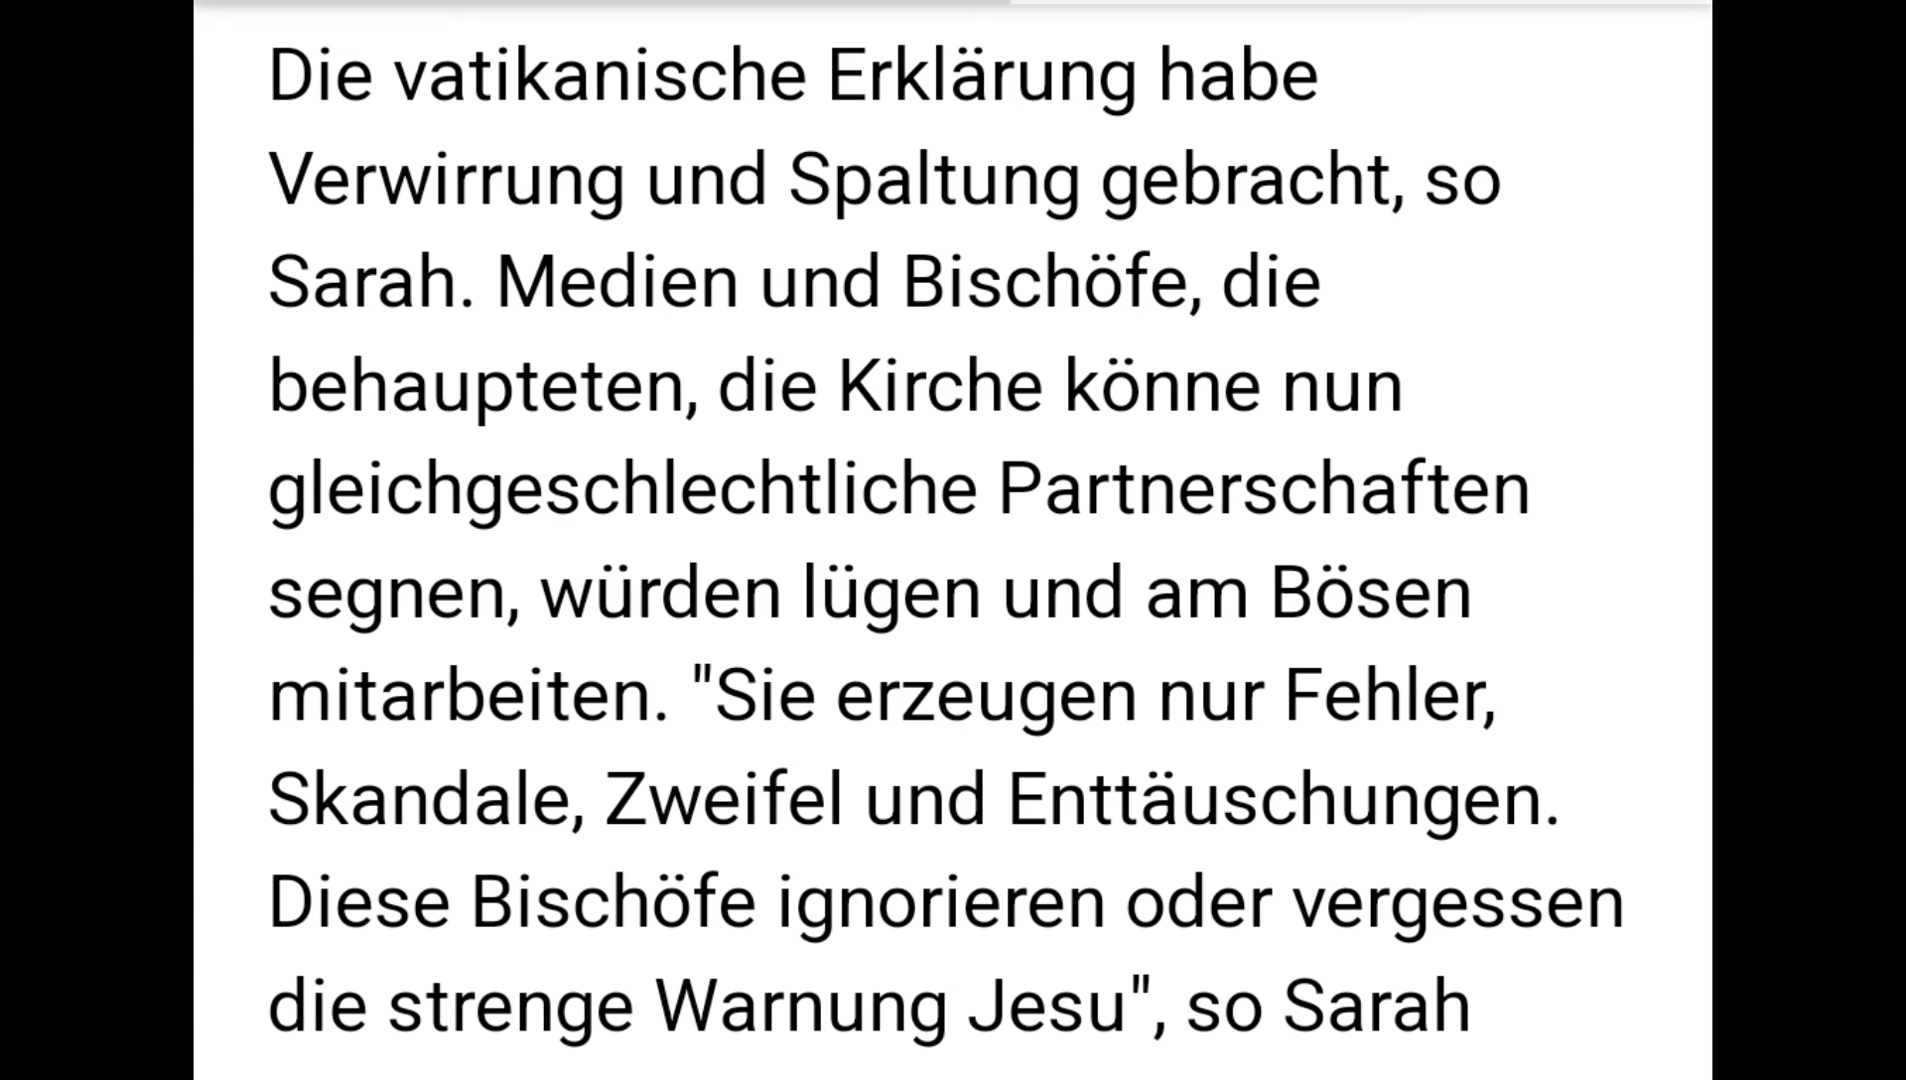 Die vatikanische Erklärung habe
Verwirrung und Spaltung gebracht, so
Sarah. Medien und Bischöfe, die
behaupteten, die Kirche könne nun
gleichgeschlechtliche Partnerschaften
segnen, würden lügen und am Bösen
mitarbeiten. "Sie erzeugen nur Fehler,
Skandale, Zweifel und Enttäuschungen.
Diese Bischöfe ignorieren oder vergessen
die strenge Warnung Jesu", so Sarah